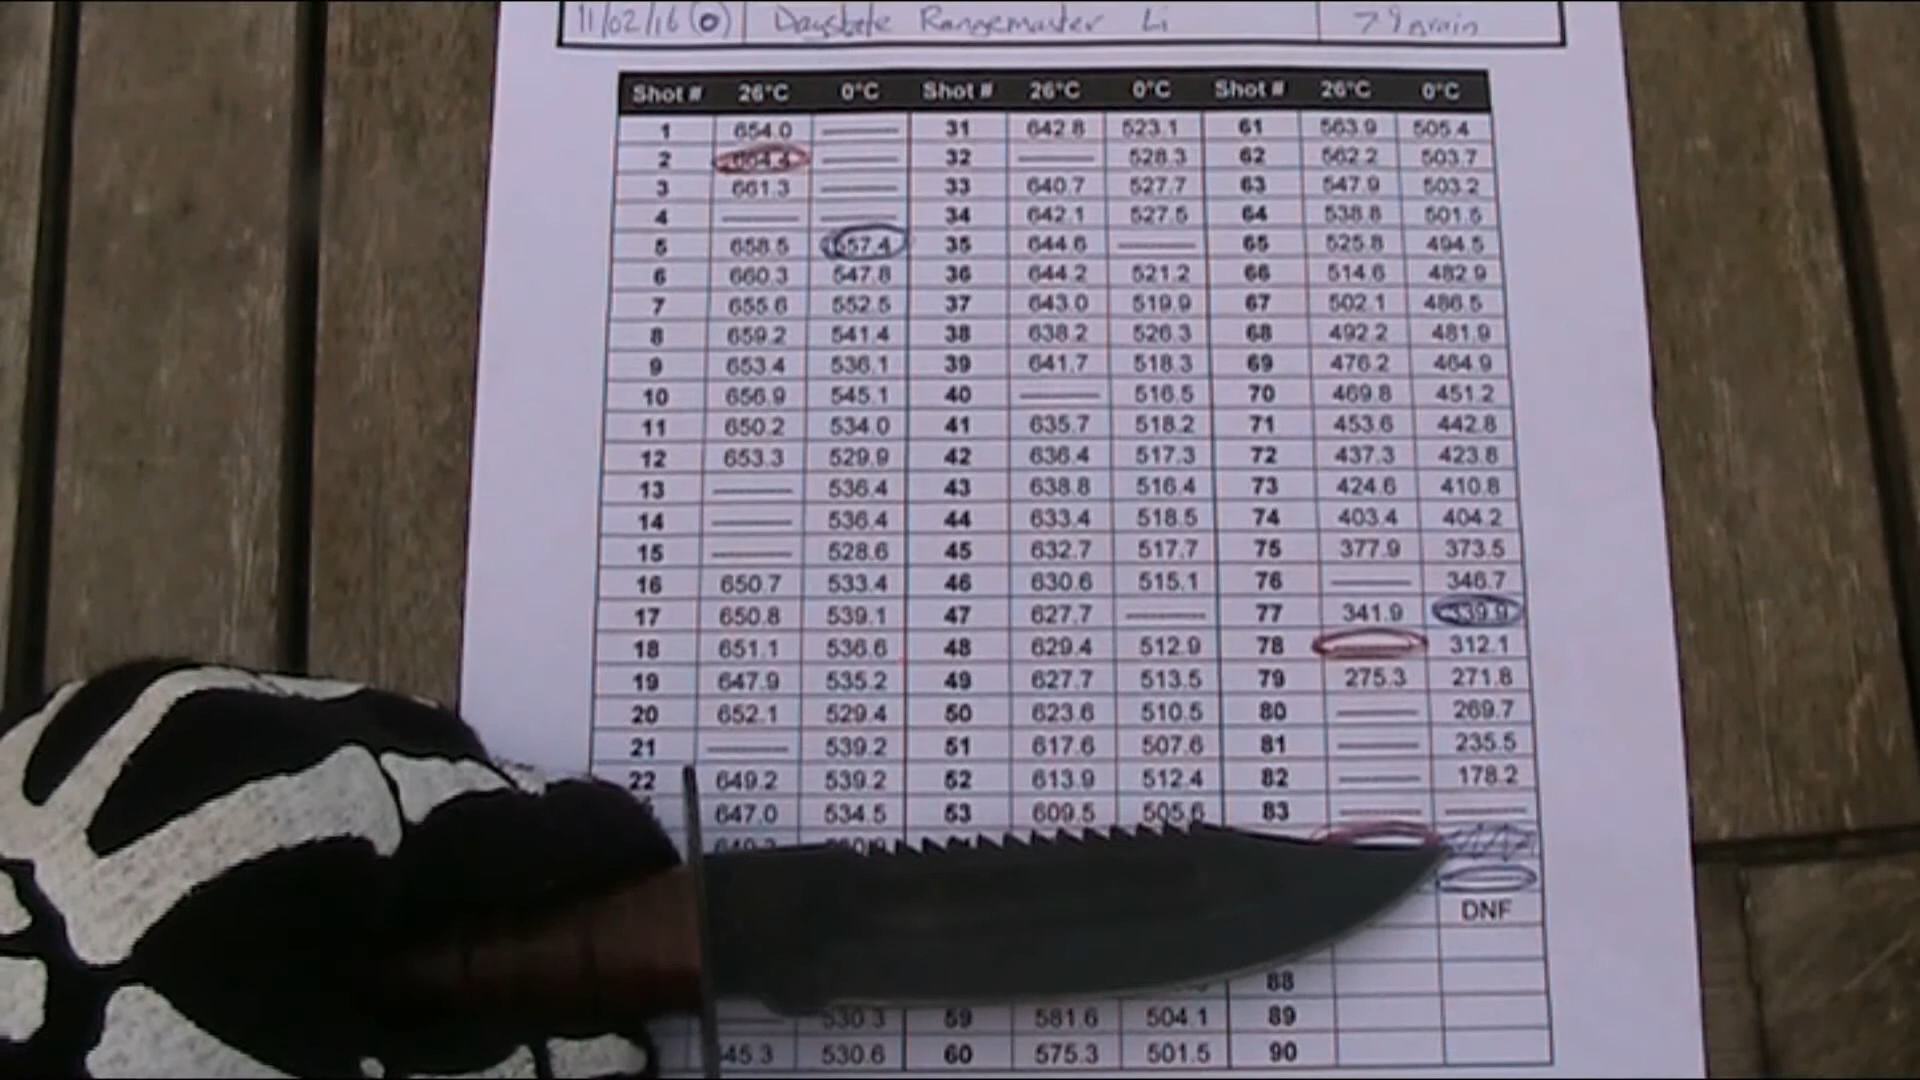 11/02/16 (0) Daystate Rangemaster Li 79 grain
Shot # 26°C 0°C Shot # 26°C 0°C Shot # 26°C 0°C
1 654.0 ——— 31 642.8 523.1 61 563.9 505.4
2 664.4 ——— 32 ——— 528.3 62 562.2 503.7
3 661.3 ——— 33 640.7 527.7 63 547.9 503.2
4 ——— ——— 34 642.1 527.5 64 538.8 501.5
5 658.5 557.4 35 644.6 ——— 65 525.8 494.5
6 660.3 547.8 36 644.2 521.2 66 514.6 482.9
7 655.6 552.5 37 643.0 519.9 67 502.1 486.5
8 659.2 541.4 38 638.2 526.3 68 492.2 481.9
9 653.4 536.1 39 641.7 518.3 69 476.2 464.9
10 656.9 545.1 40 ——— 516.5 70 469.8 451.2
11 650.2 534.0 41 635.7 518.2 71 453.6 442.8
12 653.3 529.9 42 636.4 517.3 72 437.3 423.8
13 ——— 536.4 43 638.8 516.4 73 424.6 410.8
14 ——— 536.4 44 633.4 518.5 74 403.4 404.2
15 ——— 528.6 45 632.7 517.7 75 377.9 373.5
16 650.7 533.4 46 630.6 515.1 76 ——— 346.7
17 650.8 539.1 47 627.7 ——— 77 341.9 339.9
18 651.1 536.6 48 629.4 512.9 78 312.1
19 647.9 535.2 49 627.7 513.5 79 275.3 271.8
20 652.1 529.4 50 623.6 510.5 80 ——— 269.7
21 ——— 539.2 51 617.6 507.6 81 ——— 235.5
22 649.2 539.2 52 613.9 512.4 82 ——— 178.2
647.0 534.5 53 609.5 505.6 83 ——— ———
DNF
88
——— 530.3 59 581.6 504.1 89
645.3 530.6 60 575.3 501.5 90